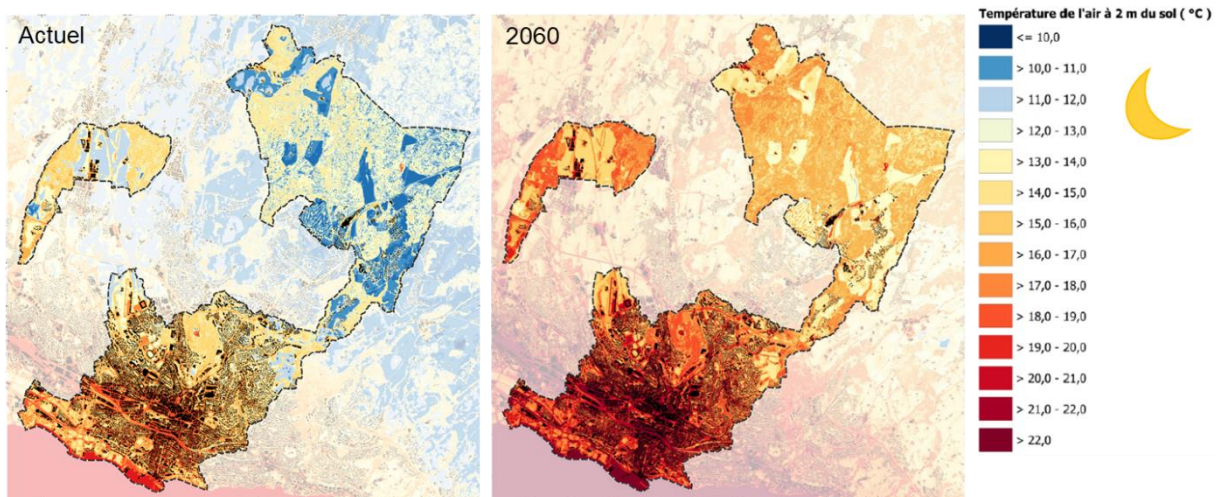 Actuel
2060
Température de l'air à 2 m du sol ( °C )
<= 10,0
> 10,0 - 11,0
> 11,0 - 12,0
> 12,0 - 13,0
> 13,0 - 14,0
> 14,0 - 15,0
> 15,0 - 16,0
> 16,0 - 17,0
> 17,0 - 18,0
> 18,0 - 19,0
> 19,0 - 20,0
> 20,0 - 21,0
> 21,0 - 22,0
> 22,0